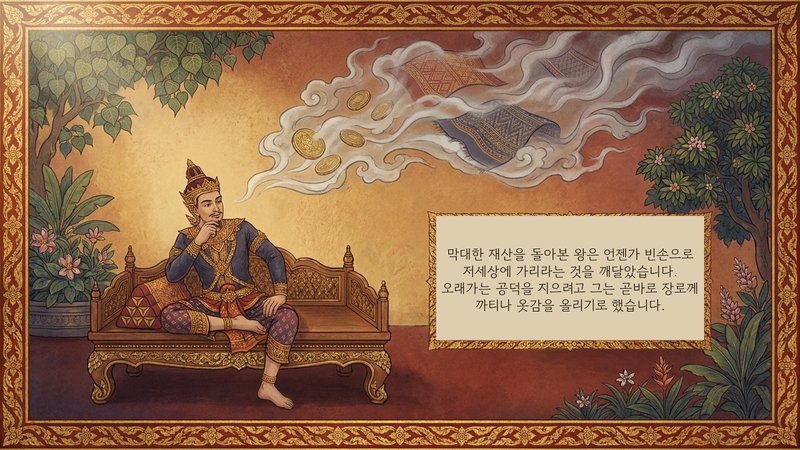 막대한 재산을 돌아본 왕은 언젠가 빈손으로
저세상에 가리라는 것을 깨달았습니다.
오래가는 공덕을 지으려고 그는 곧바로 장로께
까티나 옷감을 올리기로 했습니다.